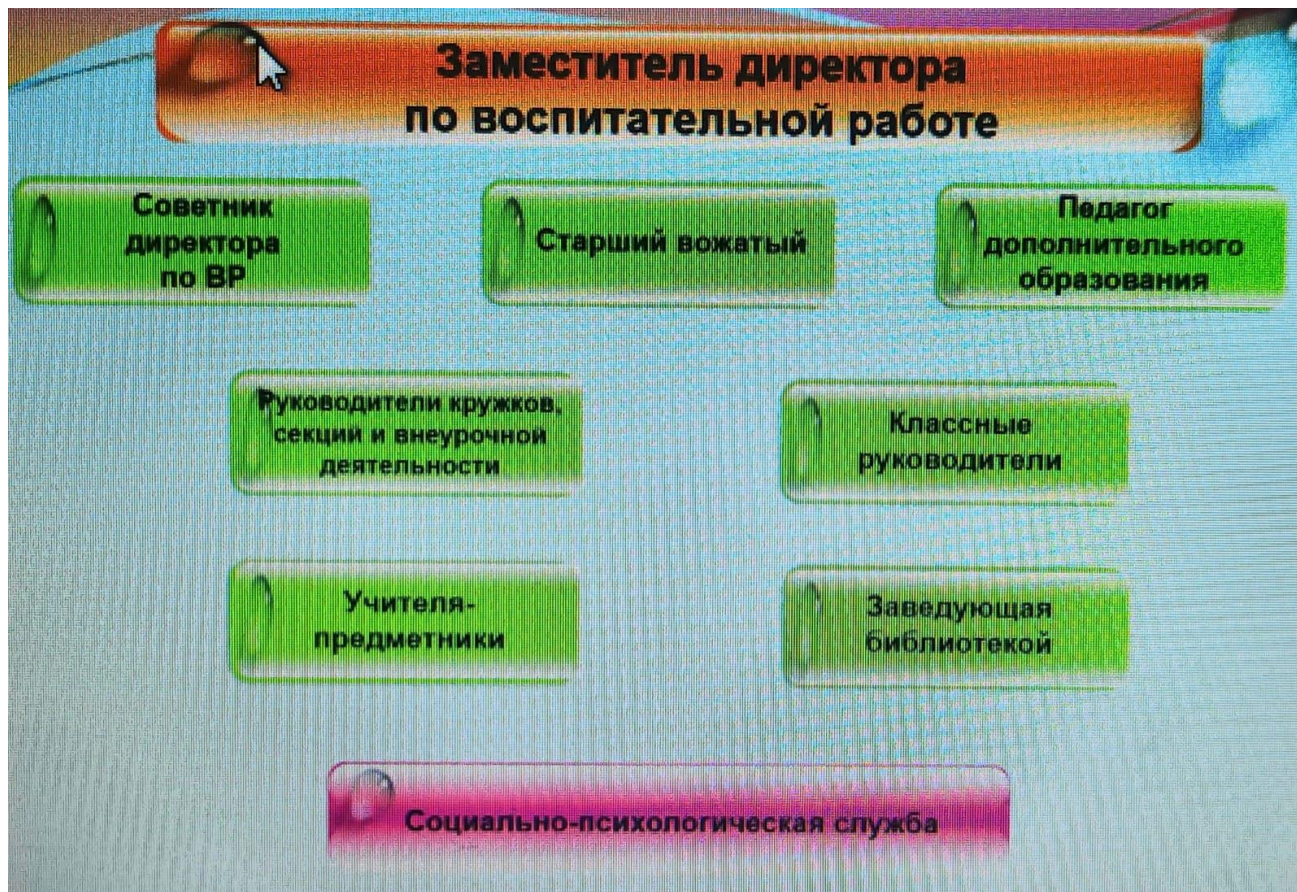 Заместитель директора
по воспитательной работе
Советник
директора
по ВР
Старший вожатый
Педагог
дополнительного
образования
Руководители кружков,
секций и внеурочной
деятельности
Классные
руководители
Учителя-
предметники
Заведующая
библиотекой
Социально-психологическая служба